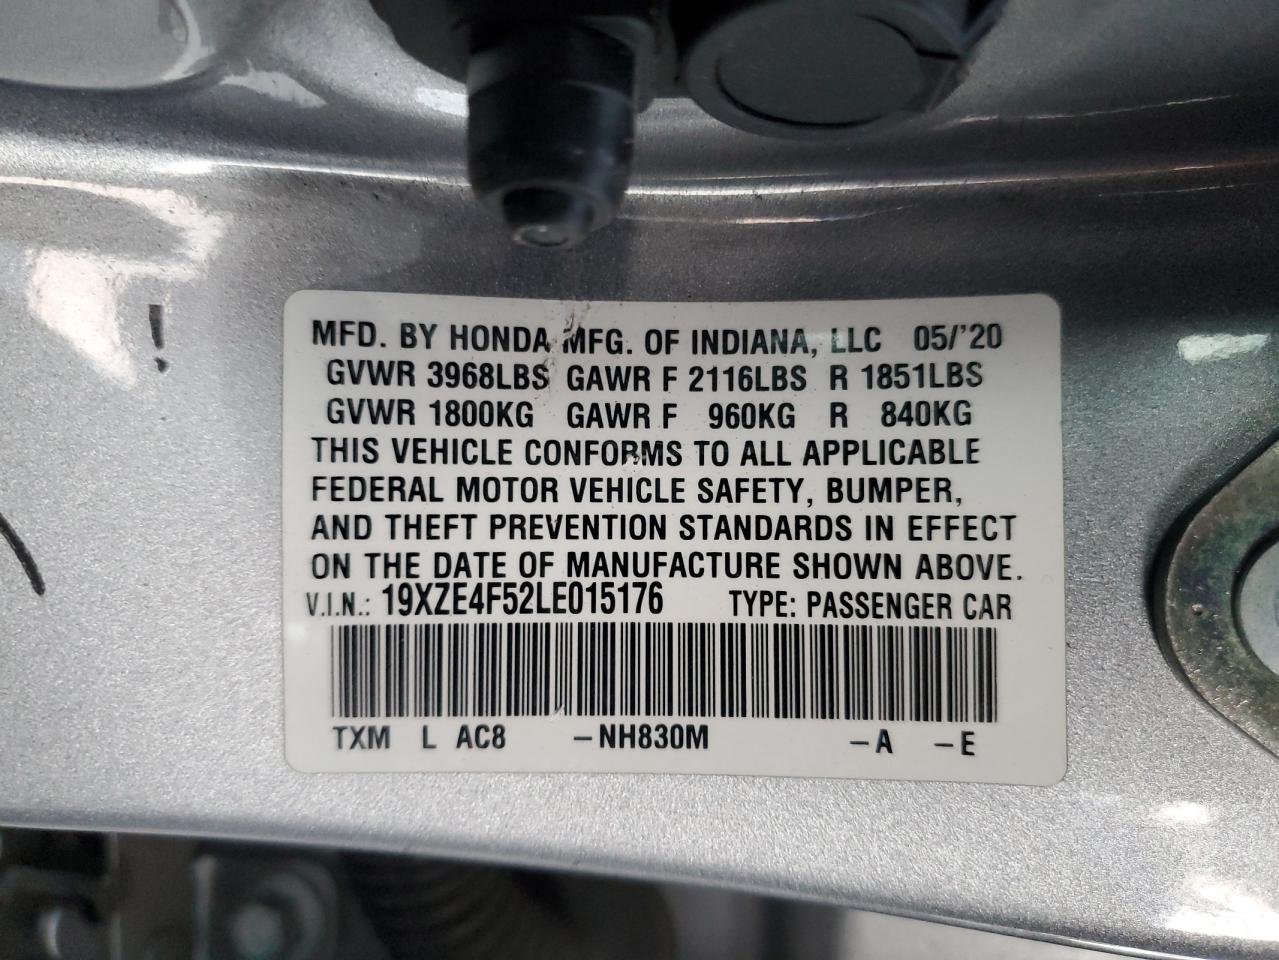 MFD. BY HONDA MFG. OF INDIANA, LLC 05/'20
GVWR 3968LBS GAWR F 2116LBS R 1851LBS
GVWR 1800KG GAWR F 960KG R 840KG
THIS VEHICLE CONFORMS TO ALL APPLICABLE
FEDERAL MOTOR VEHICLE SAFETY, BUMPER,
AND THEFT PREVENTION STANDARDS IN EFFECT
ON THE DATE OF MANUFACTURE SHOWN ABOVE.
V.I.N.: 19XZE4F52LE015176 TYPE: PASSENGER CAR
TXM L AC8 –NH830M –A –E